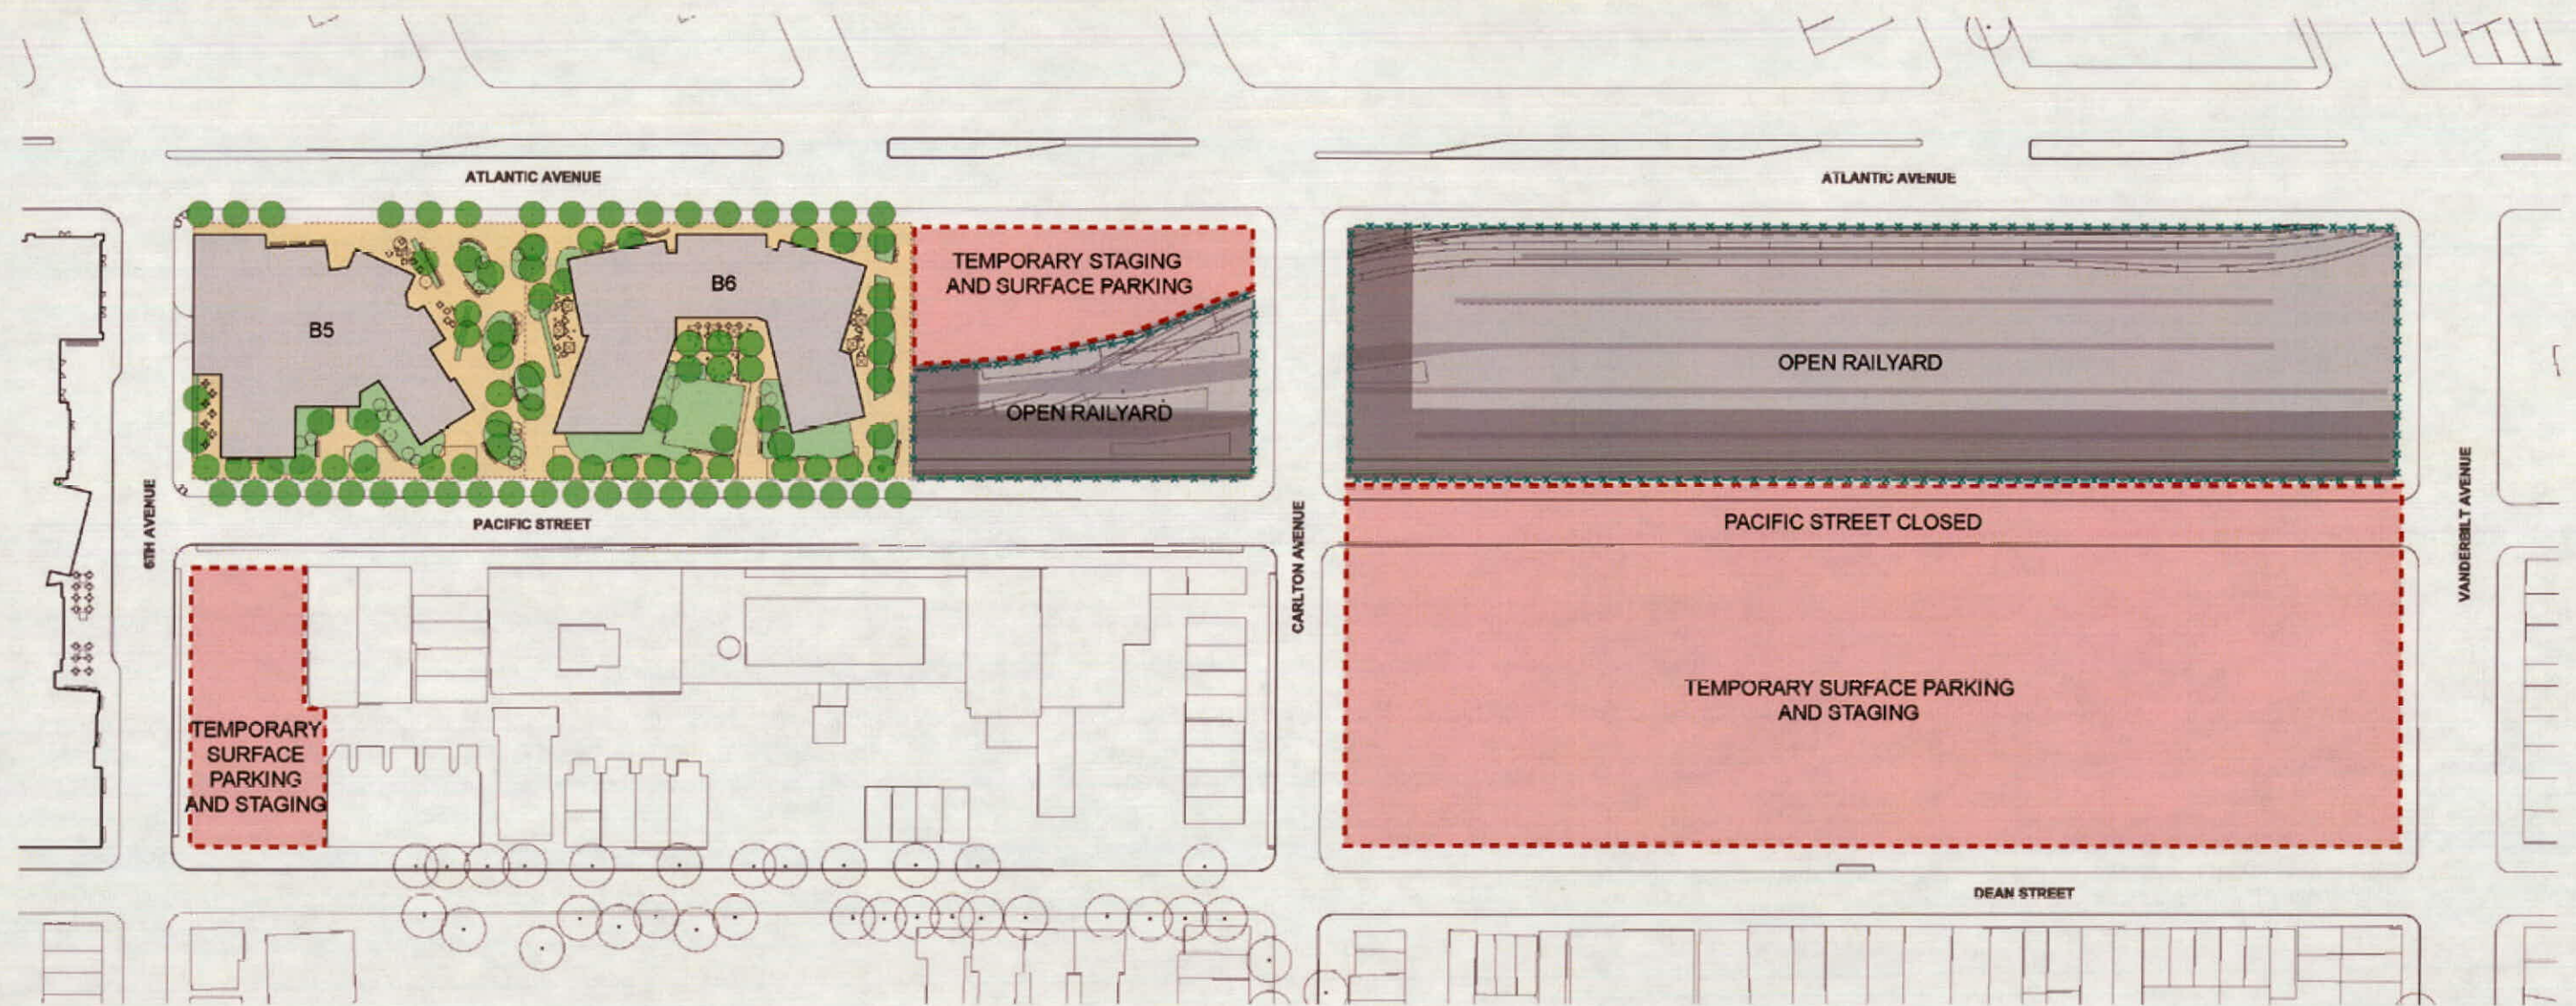 ATLANTIC AVENUE
ATLANTIC AVENUE
B5
B6
TEMPORARY STAGING
AND SURFACE PARKING
OPEN RAILYARD
OPEN RAILYARD
6TH AVENUE
PACIFIC STREET
CARLTON AVENUE
PACIFIC STREET CLOSED
VANDERBILT AVENUE
TEMPORARY
SURFACE
PARKING
AND STAGING
TEMPORARY SURFACE PARKING
AND STAGING
DEAN STREET